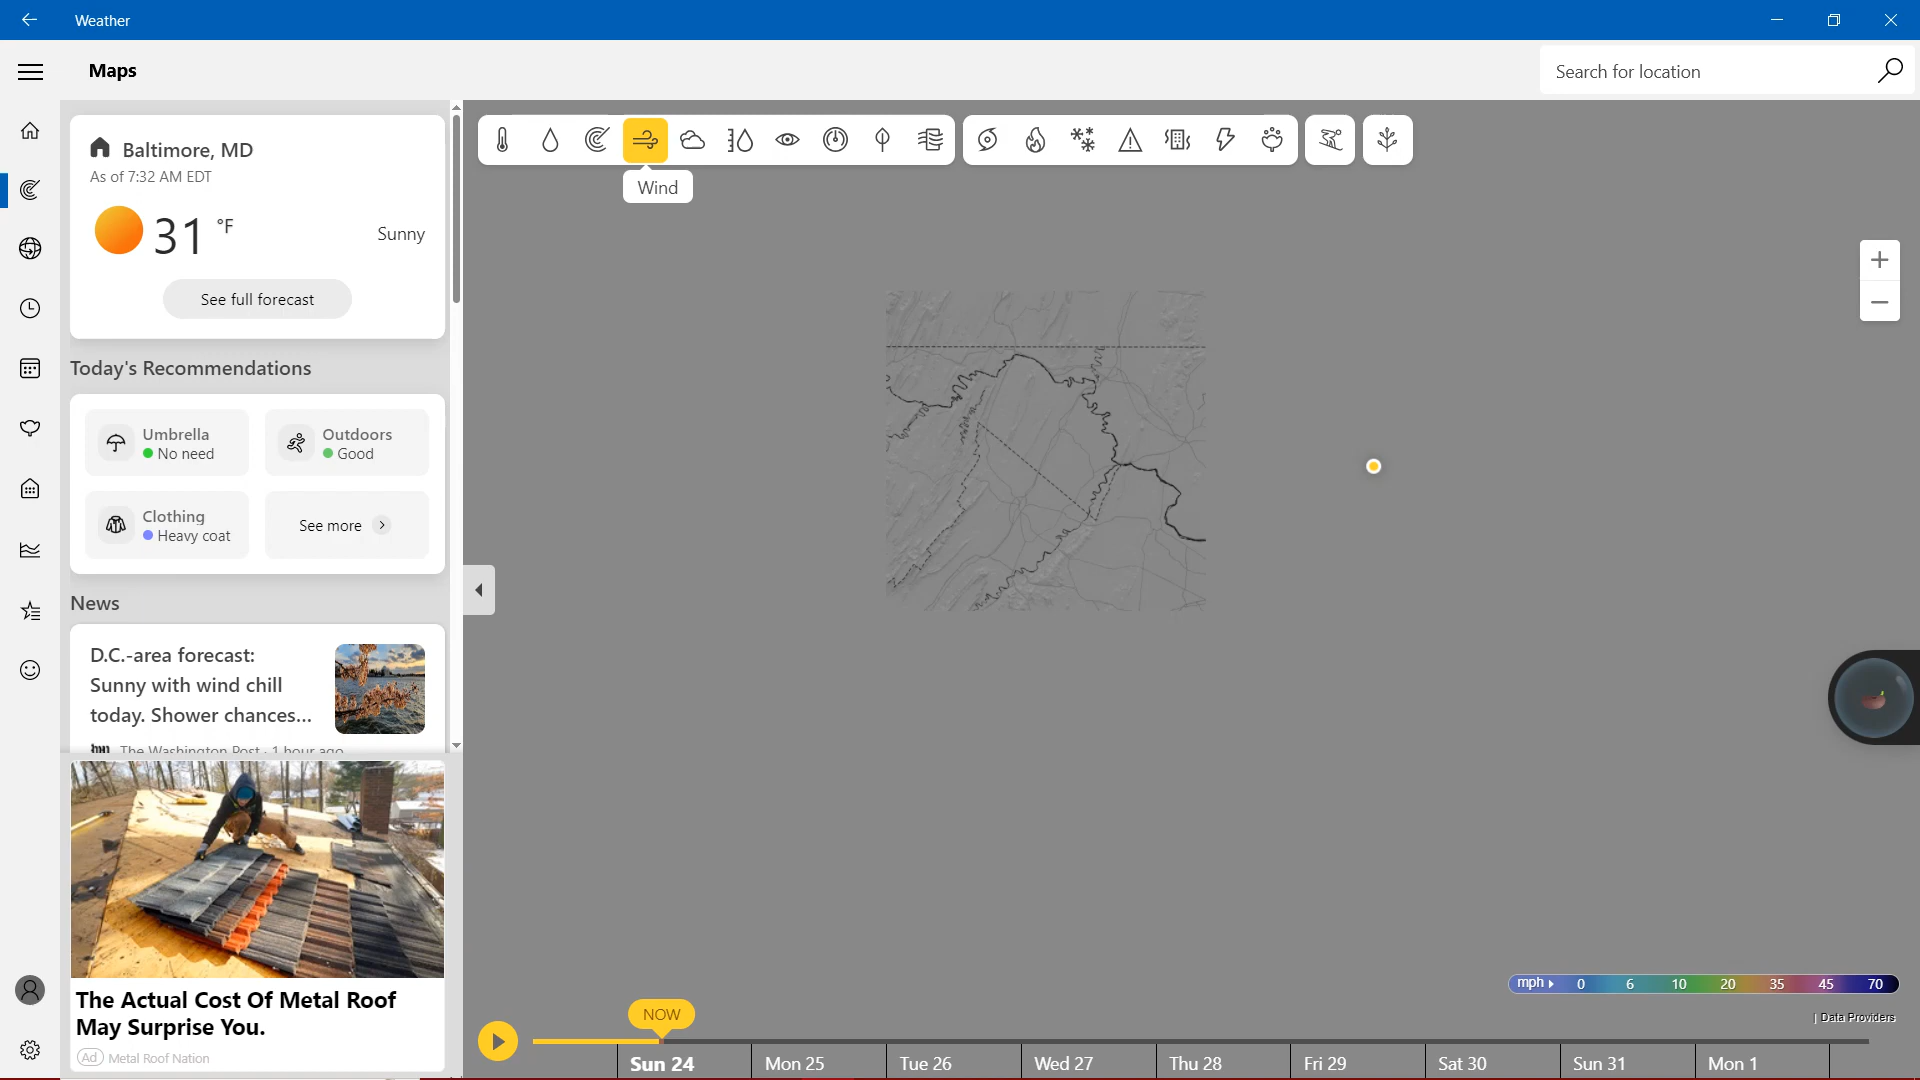 Weather
Maps
Search for location
Baltimore, MD
As of 7:32 AM EDT
31 °F
Sunny
See full forecast
Wind
Today's Recommendations
Umbrella
No need
Outdoors
Good
Clothing
Heavy coat
See more
News
D.C.-area forecast:
Sunny with wind chill
today. Shower chances...
The Washington Post · 1 hour ago
The Actual Cost Of Metal Roof
May Surprise You.
Ad Metal Roof Nation
mph 0 6 10 20 35 45 70
| Data Providers
NOW
Sun 24 Mon 25 Tue 26 Wed 27 Thu 28 Fri 29 Sat 30 Sun 31 Mon 1